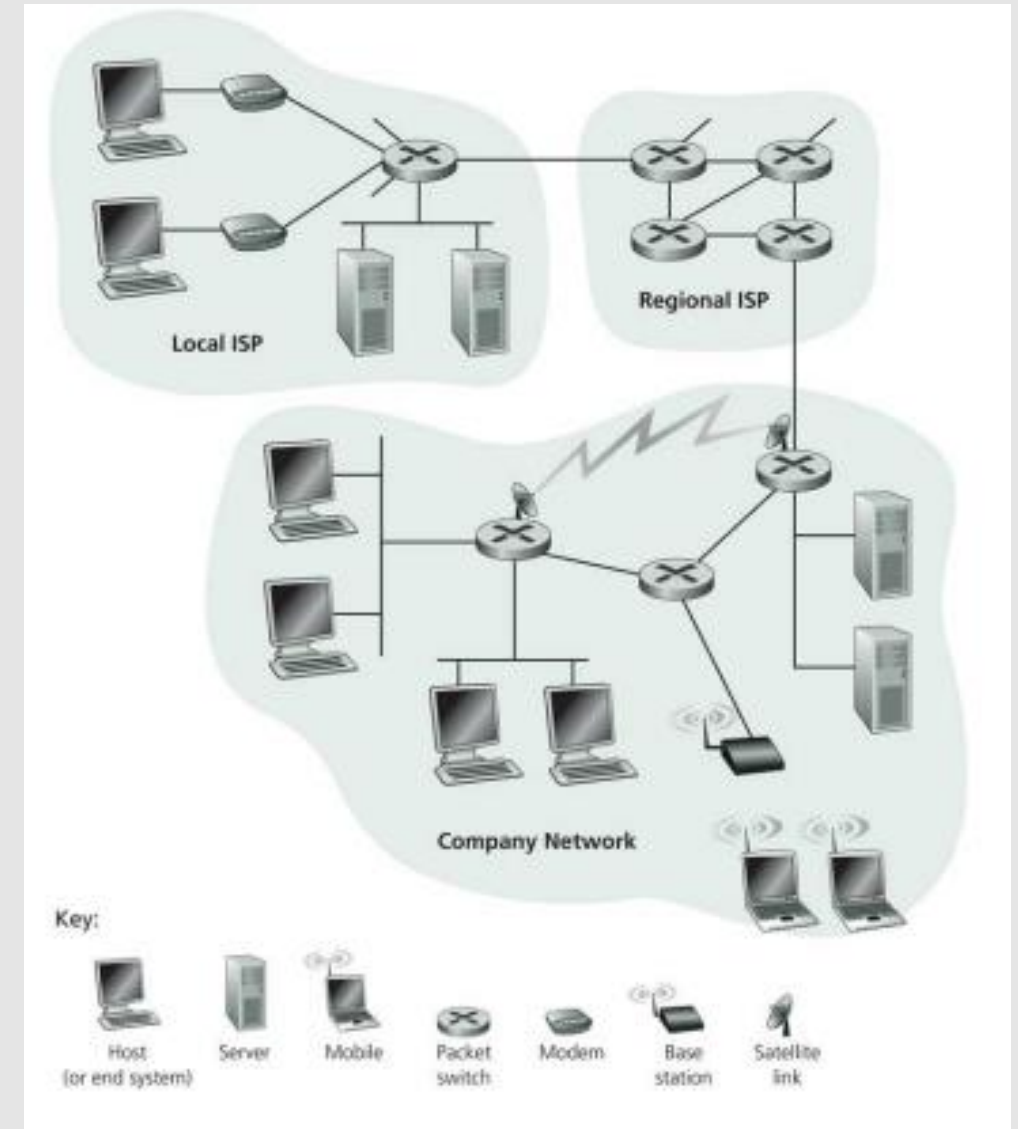 Local ISP
Regional ISP
Company Network
Key:
Host
(or end system)
Server
Mobile
Packet
switch
Modem
Base
station
Satellite
link